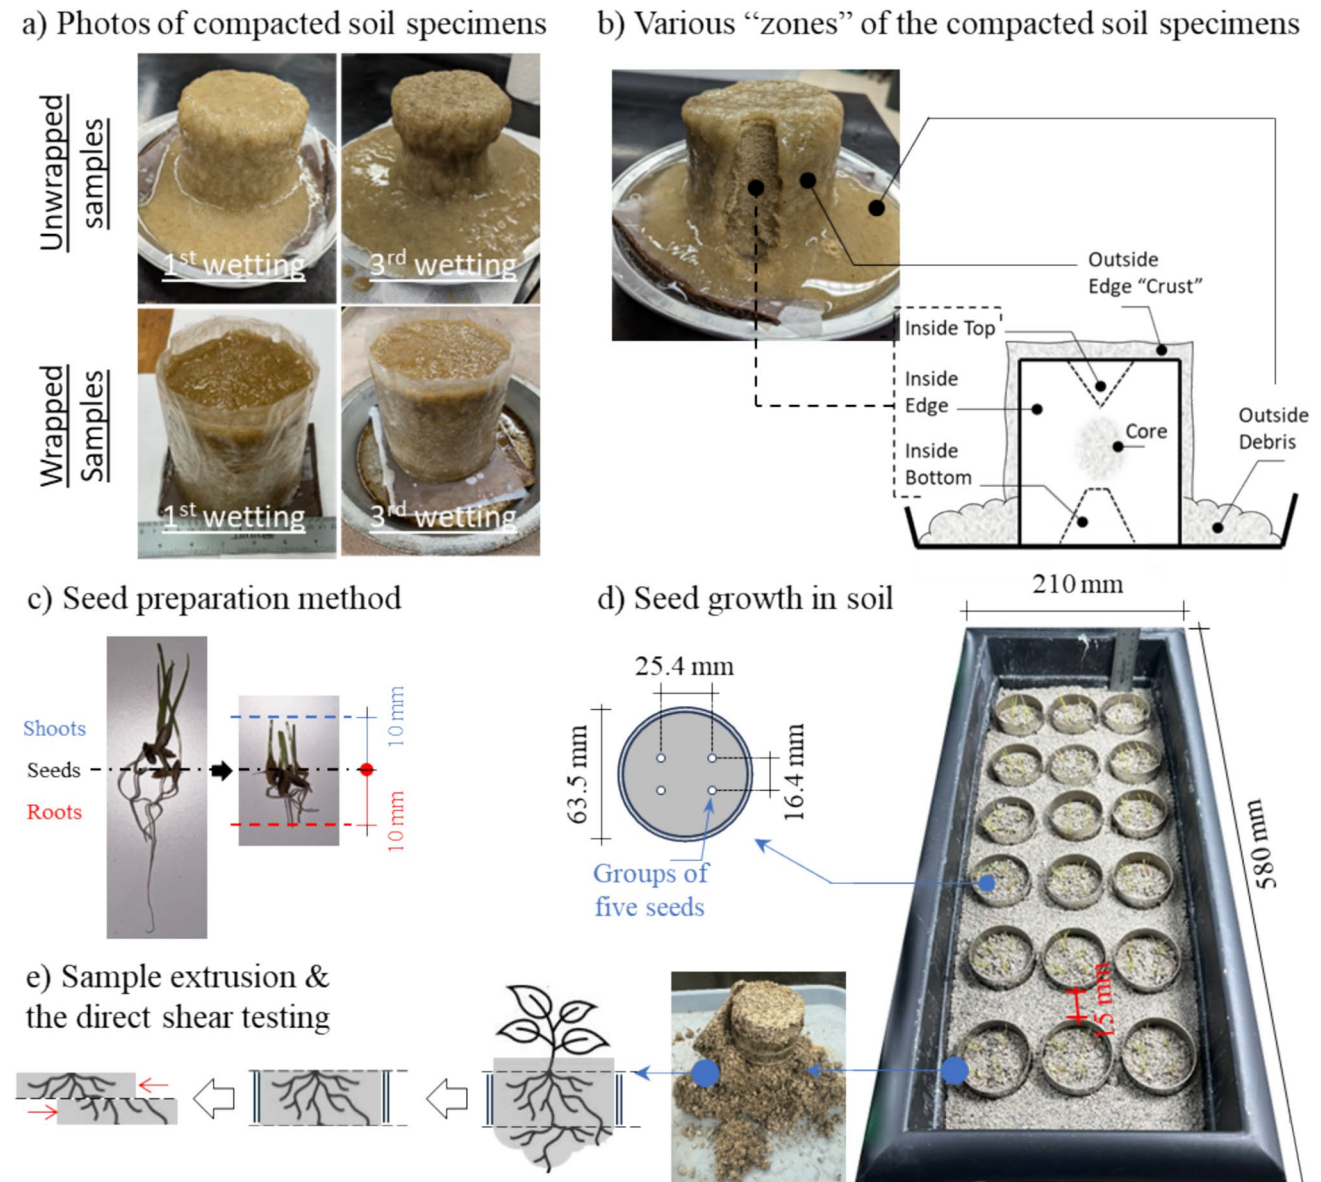 a) Photos of compacted soil specimens
Unwrapped
samples
1st wetting
3rd wetting
Wrapped
Samples
1st wetting
3rd wetting
b) Various “zones” of the compacted soil specimens
Outside
Edge “Crust”
Inside Top
Inside
Edge
Core
Inside
Bottom
Outside
Debris
c) Seed preparation method
Shoots
Seeds
Roots
10 mm
10 mm
d) Seed growth in soil
210 mm
25.4 mm
63.5 mm
16.4 mm
Groups of
five seeds
580 mm
15 mm
e) Sample extrusion &
the direct shear testing